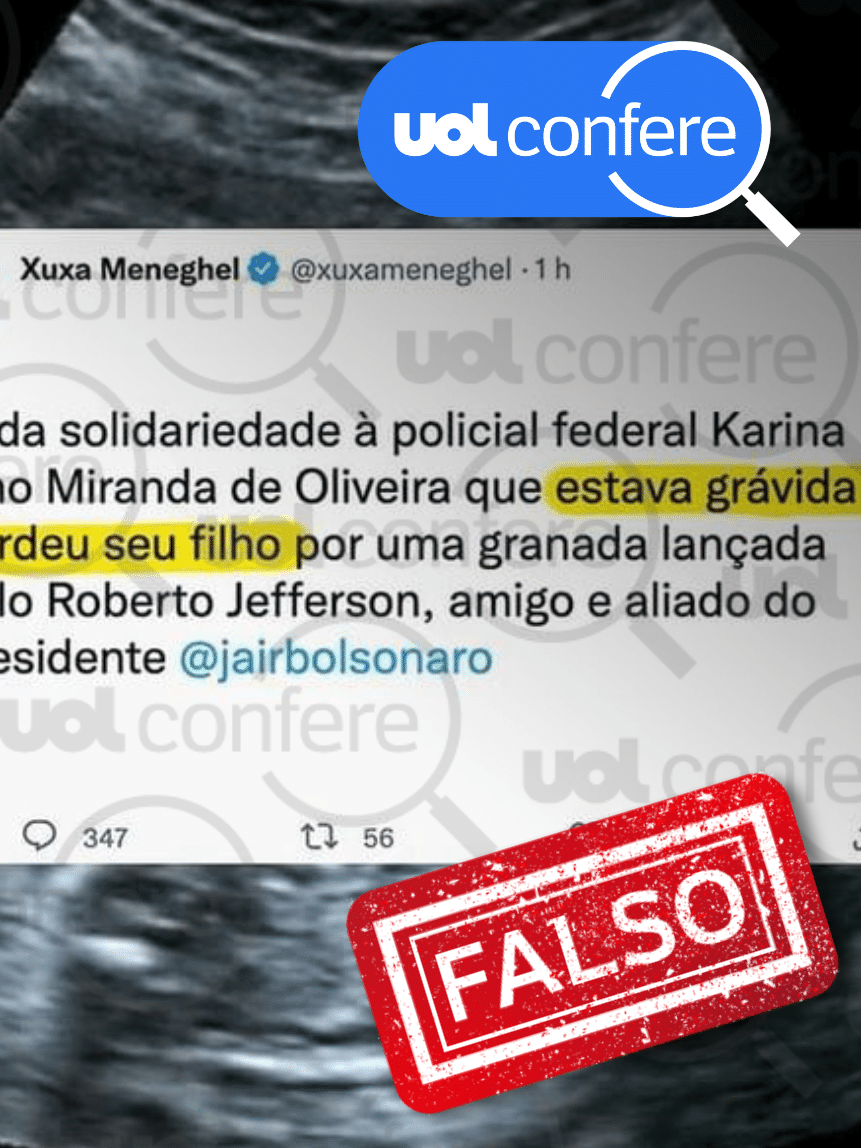 uol confere
Xuxa Meneghel @xuxameneghel · 1 h
da solidariedade à policial federal Karina
no Miranda de Oliveira que estava grávida
rdeu seu filho por uma granada lançada
lo Roberto Jefferson, amigo e aliado do
esidente @jairbolsonaro
347 56
FALSO